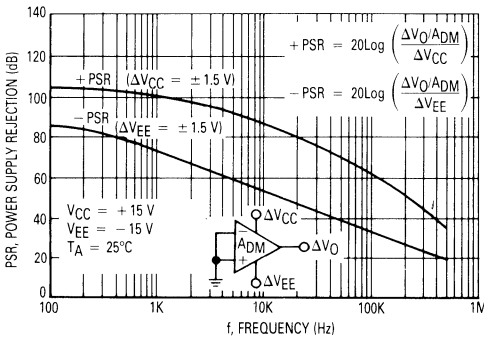 PSR, POWER SUPPLY REJECTION (dB)
140
120
100
80
60
40
20
0
+PSR (ΔVCC = ±1.5 V)
−PSR (ΔVEE = ±1.5 V)
+PSR = 20Log (ΔVO/ADM / ΔVCC)
−PSR = 20Log (ΔVO/ADM / ΔVEE)
VCC = +15 V
VEE = −15 V
TA = 25°C
ΔVCC
−
ADM
+
ΔVO
ΔVEE
100 1K 10K 100K 1M
f, FREQUENCY (Hz)